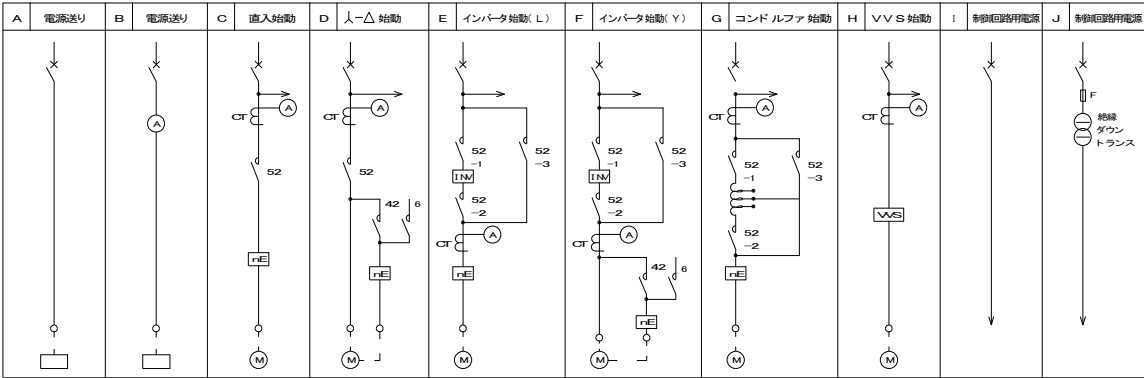 A 電源送り
B 電源送り
C 直入始動
D 人ー△ 始動
E インバータ始動(L)
F インバータ始動(Y)
G コンドルファ始動
H VVS始動
I 制御回路用電源
J 制御回路用電源
A
CT
A
52
nE
M
CT
A
52
42
6
nE
M
52
-1
52
-3
INV
52
-2
CT
A
nE
M
52
-1
52
-3
INV
52
-2
CT
A
42
6
nE
M
CT
A
52
-1
52
-3
52
-2
nE
M
CT
A
VVS
M
F
絶縁
ダウン
トランス